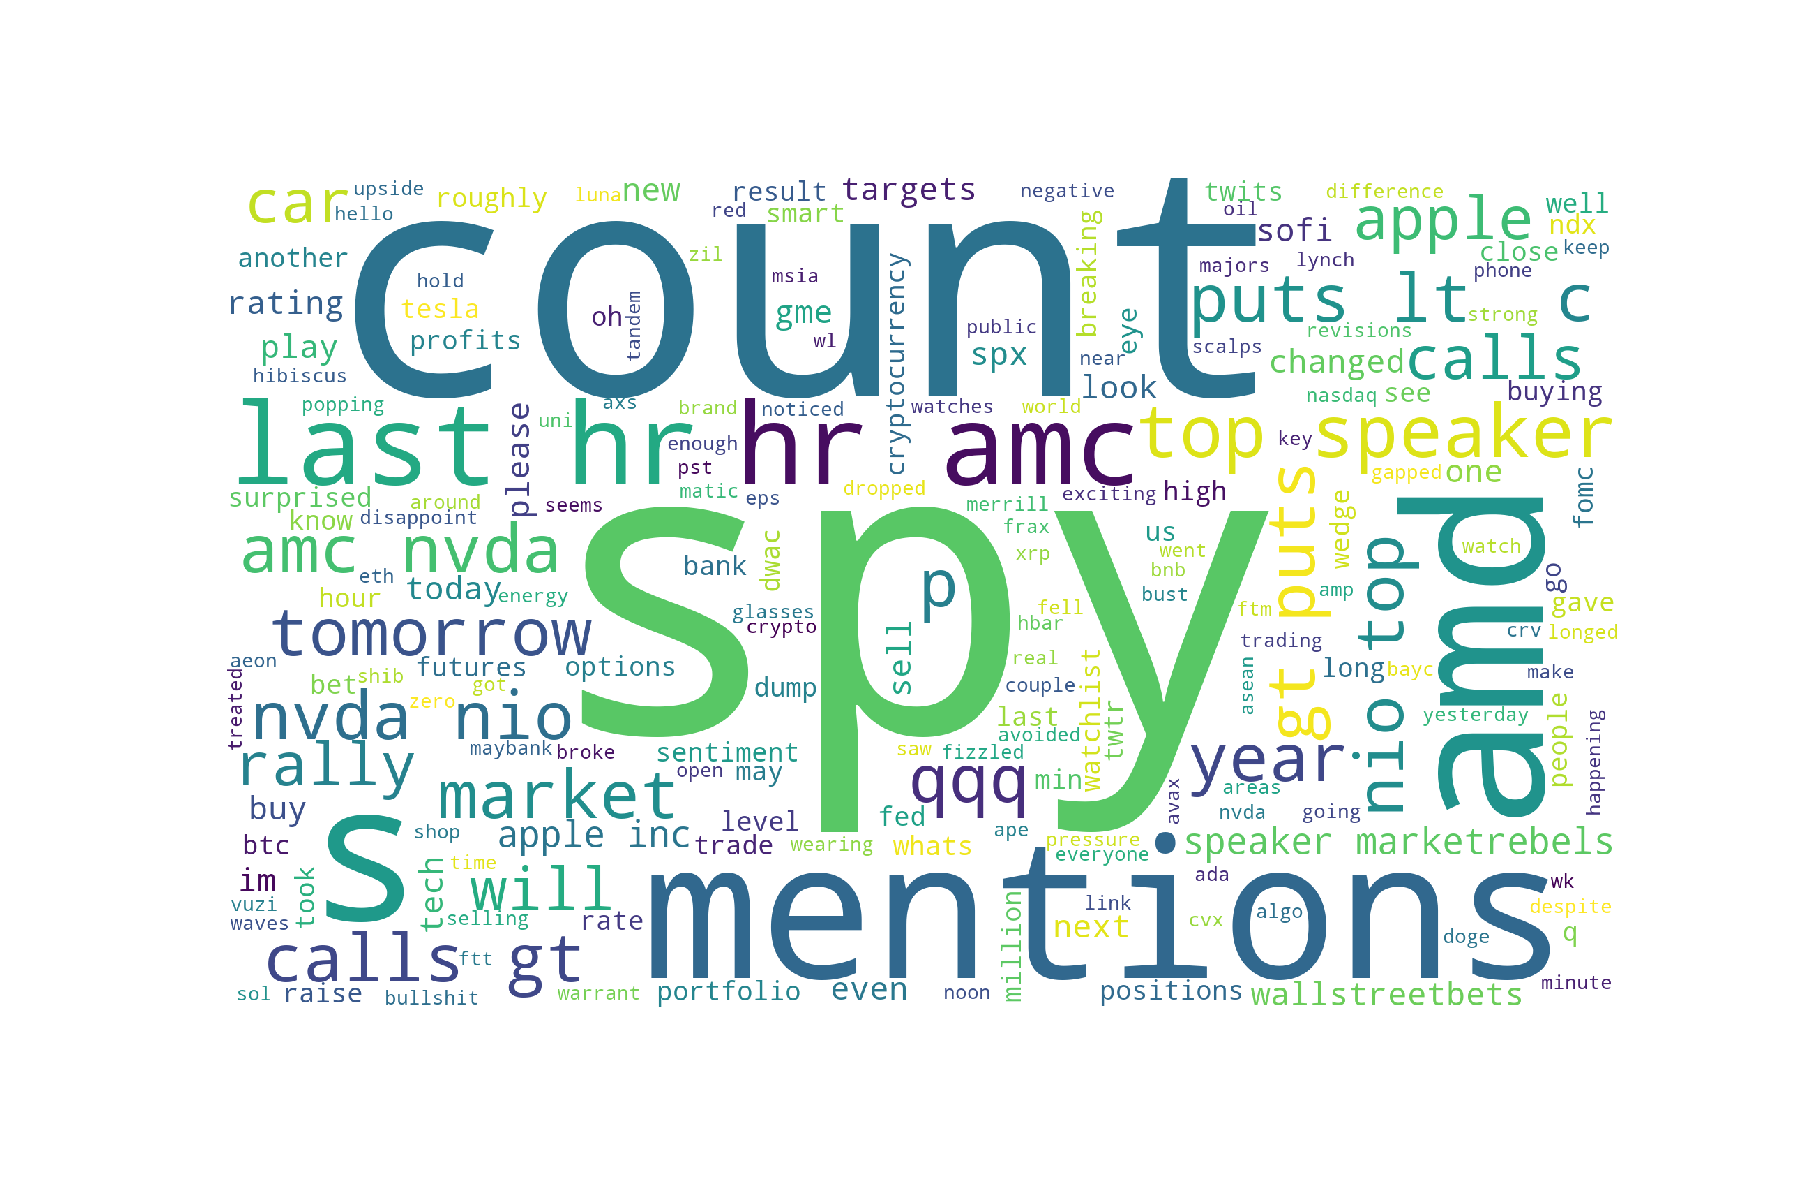 car
upside
hello
roughly
luna
new
result
red
smart
targets
negative
twits
oil
difference
apple
well
ndx
count
another
hold
zil
msia
cryptocurrency
breaking
sofi
majors
lynch
close
keep
phone
rating
tesla
oh
tandem
gme
wl
public
eye
puts lt
c
strong
revisions
play
profits
hibiscus
spx
near
look
scalps
changed
calls
buying
popping
please
axs
uni
brand
noticed
watches
world
nasdaq
see
last hr
enough
pst
hr amc
top
speaker
key
gapped
one
surprised
around
know
disappoint
seems
matic
eps
dropped
merrill
exciting
high
frax
xrp
gt puts
wedge
fomc
amc nvda
eth
today
energy
hour
spy
bank
dwac
glasses
crypto
p
us
went
bnb
bust
ftm
amp
nio top
watch
amd
go
gave
crv
longed
tomorrow
futures
options
sell
fell
hbar
real
couple
trading
long
bayc
asean
make
aeon
treated
bet
shib
zero
got
nvda nio
dump
last
avoided
watchlist
twtr
yesterday
people
happening
rally
maybank
broke
sentiment
open
may
saw
fizzled
qqq
min
year
avax
areas
nvda
going
buy
market
shop
apple inc
level
trade
fed
ape
wearing
whats
pressure
everyone
speaker marketrebels
btc
im
s
took
tech
time
will
selling
rate
mentions
ada
wk
vuzi
waves
link
next
million
cvx
algo
despite
doge
q
calls gt
ftt
sol
raise
bullshit
warrant
portfolio
even
noon
positions
wallstreetbets
minute